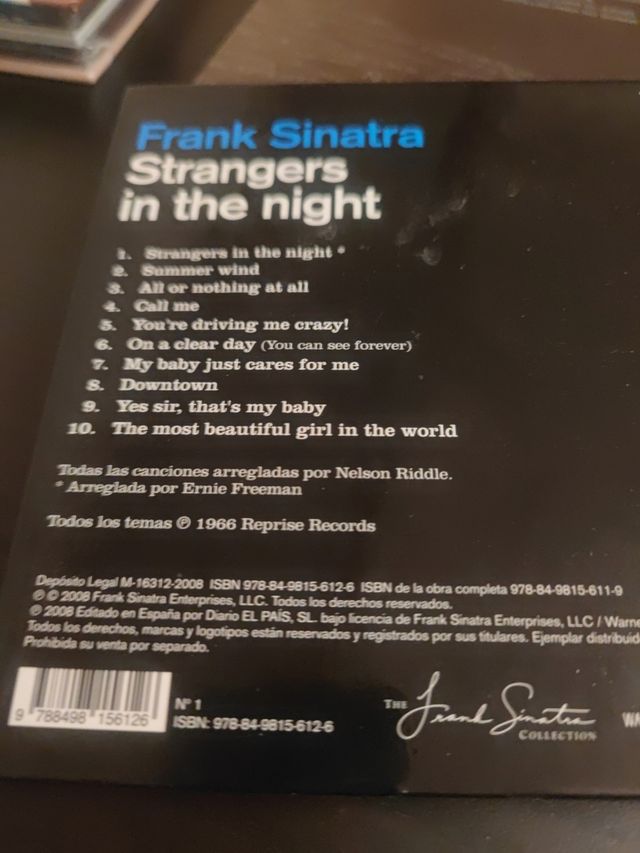 Frank Sinatra
Strangers
in the night
1. Strangers in the night *
2. Summer wind
3. All or nothing at all
4. Call me
5. You're driving me crazy!
6. On a clear day (You can see forever)
7. My baby just cares for me
8. Downtown
9. Yes sir, that's my baby
10. The most beautiful girl in the world
Todas las canciones arregladas por Nelson Riddle.
* Arreglada por Ernie Freeman
Todos los temas ℗ 1966 Reprise Records
Depósito Legal M-16312-2008 ISBN 978-84-9815-612-6 ISBN de la obra completa 978-84-9815-611-9
℗ © 2008 Frank Sinatra Enterprises, LLC. Todos los derechos reservados.
℗ 2008 Editado en España por Diario EL PAÍS, SL. bajo licencia de Frank Sinatra Enterprises, LLC / Warne
Todos los derechos, marcas y logotipos están reservados y registrados por sus titulares. Ejemplar distribuid
Prohibida su venta por separado.
9 788498 156126
Nº 1
ISBN: 978-84-9815-612-6
THE Frank Sinatra
COLLECTION
WA